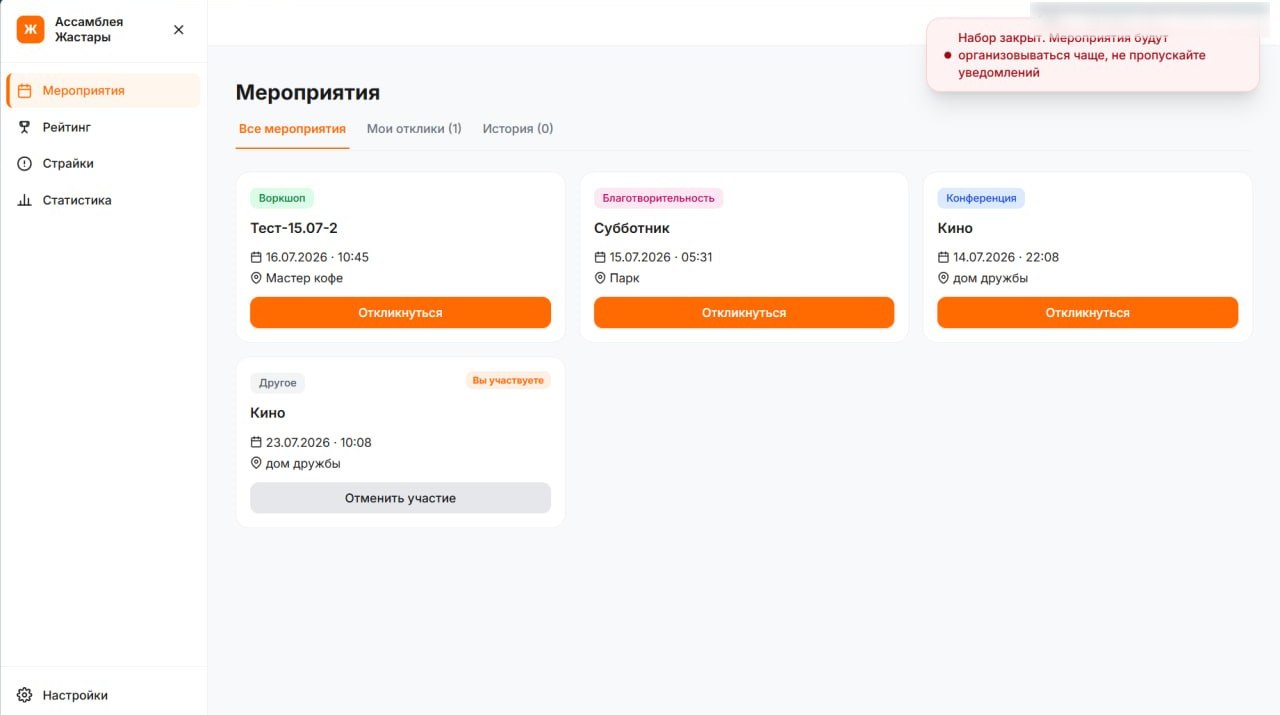 Ж
Ассамблея
Жастары
Мероприятия
Рейтинг
Страйки
Статистика
Настройки
Набор закрыт. Мероприятия будут
организовываться чаще, не пропускайте
уведомлений
Мероприятия
Все мероприятия
Мои отклики (1)
История (0)
Воркшоп
Тест-15.07-2
16.07.2026 · 10:45
Мастер кофе
Откликнуться
Благотворительность
Субботник
15.07.2026 · 05:31
Парк
Откликнуться
Конференция
Кино
14.07.2026 · 22:08
дом дружбы
Откликнуться
Другое
Вы участвуете
Кино
23.07.2026 · 10:08
дом дружбы
Отменить участие